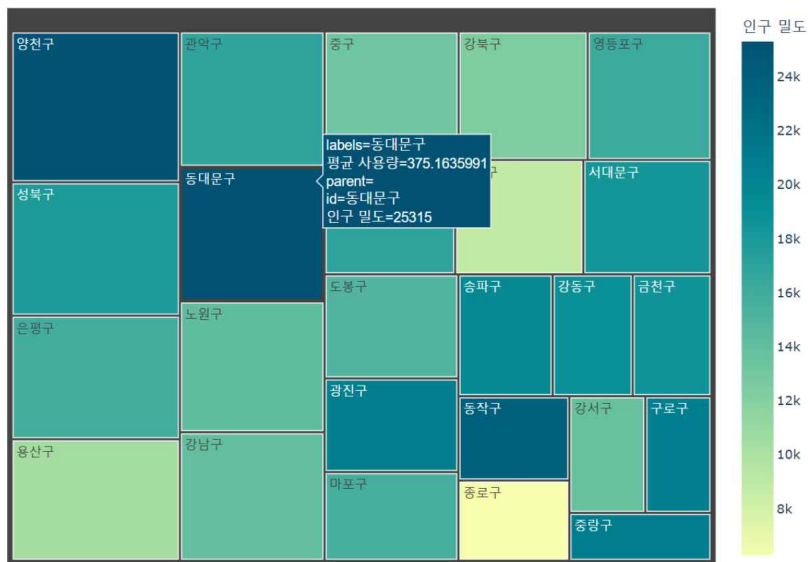 인구 밀도
양천구
관악구
중구
강북구
영등포구
24k
22k
20k
18k
16k
14k
12k
10k
8k
labels=동대문구
평균 사용량=375.1635991
parent=
id=동대문구
인구 밀도=25315
동대문구
구
서대문구
성북구
도봉구
송파구
강동구
금천구
노원구
은평구
광진구
동작구
강서구
구로구
강남구
용산구
마포구
종로구
중랑구